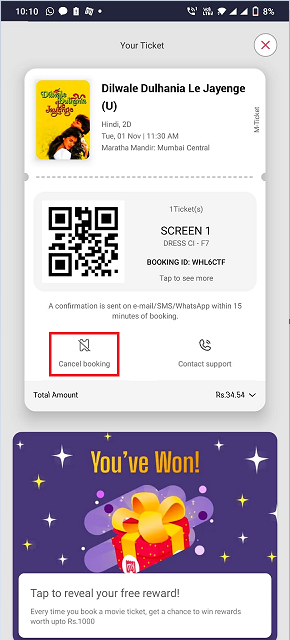 10:10 8%
Your Ticket
Dilwale Dulhania Le Jayenge
(U)
Hindi, 2D
Tue, 01 Nov | 11:30 AM
Maratha Mandir: Mumbai Central
M-Ticket
1Ticket(s)
SCREEN 1
DRESS CI - F7
BOOKING ID: WHL6CTF
Tap to see more
A confirmation is sent on e-mail/SMS/WhatsApp within 15
minutes of booking.
Cancel booking Contact support
Total Amount Rs.34.54
You've Won!
Tap to reveal your free reward!
Every time you book a movie ticket, get a chance to win rewards
worth upto Rs.1000